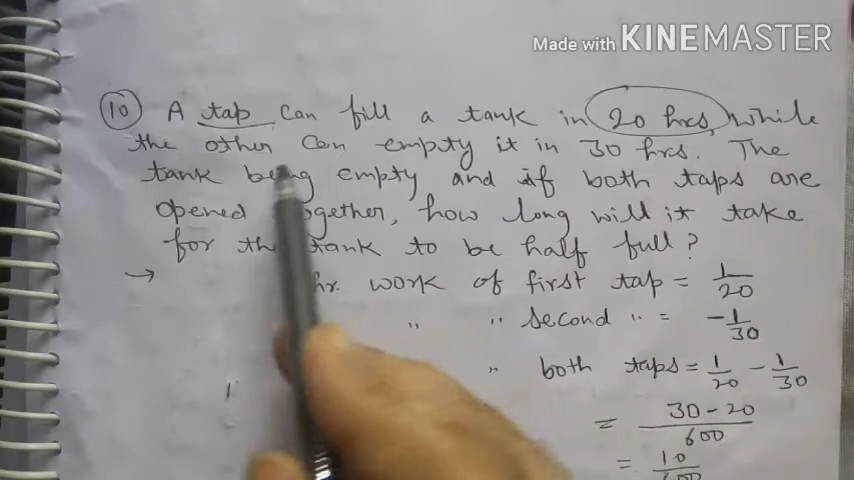 Made with KINEMASTER
10 A tap can fill a tank in 20 hrs, while
the other can empty it in 30 hrs. The
tank being empty and if both taps are
opened together, how long will it take
for the tank to be half full?
→ hr. work of first tap = 1/20
" " second " = -1/30
" both taps = 1/20 - 1/30
= 30-20/600
= 10/600